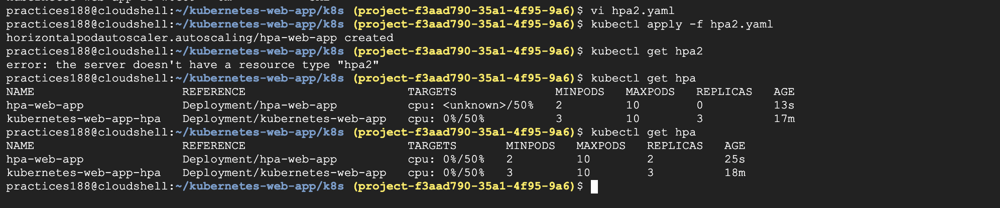 practices188@cloudshell:~/kubernetes-web-app/k8s (project-f3aad790-35a1-4f95-9a6)$ vi hpa2.yaml
practices188@cloudshell:~/kubernetes-web-app/k8s (project-f3aad790-35a1-4f95-9a6)$ kubectl apply -f hpa2.yaml
horizontalpodautoscaler.autoscaling/hpa-web-app created
practices188@cloudshell:~/kubernetes-web-app/k8s (project-f3aad790-35a1-4f95-9a6)$ kubectl get hpa2
error: the server doesn't have a resource type "hpa2"
practices188@cloudshell:~/kubernetes-web-app/k8s (project-f3aad790-35a1-4f95-9a6)$ kubectl get hpa
NAME                     REFERENCE                       TARGETS              MINPODS   MAXPODS   REPLICAS   AGE
hpa-web-app              Deployment/hpa-web-app          cpu: <unknown>/50%   2         10        0          13s
kubernetes-web-app-hpa   Deployment/kubernetes-web-app   cpu: 0%/50%          3         10        3          17m
practices188@cloudshell:~/kubernetes-web-app/k8s (project-f3aad790-35a1-4f95-9a6)$ kubectl get hpa
NAME                     REFERENCE                       TARGETS       MINPODS   MAXPODS   REPLICAS   AGE
hpa-web-app              Deployment/hpa-web-app          cpu: 0%/50%   2         10        2          25s
kubernetes-web-app-hpa   Deployment/kubernetes-web-app   cpu: 0%/50%   3         10        3          18m
practices188@cloudshell:~/kubernetes-web-app/k8s (project-f3aad790-35a1-4f95-9a6)$